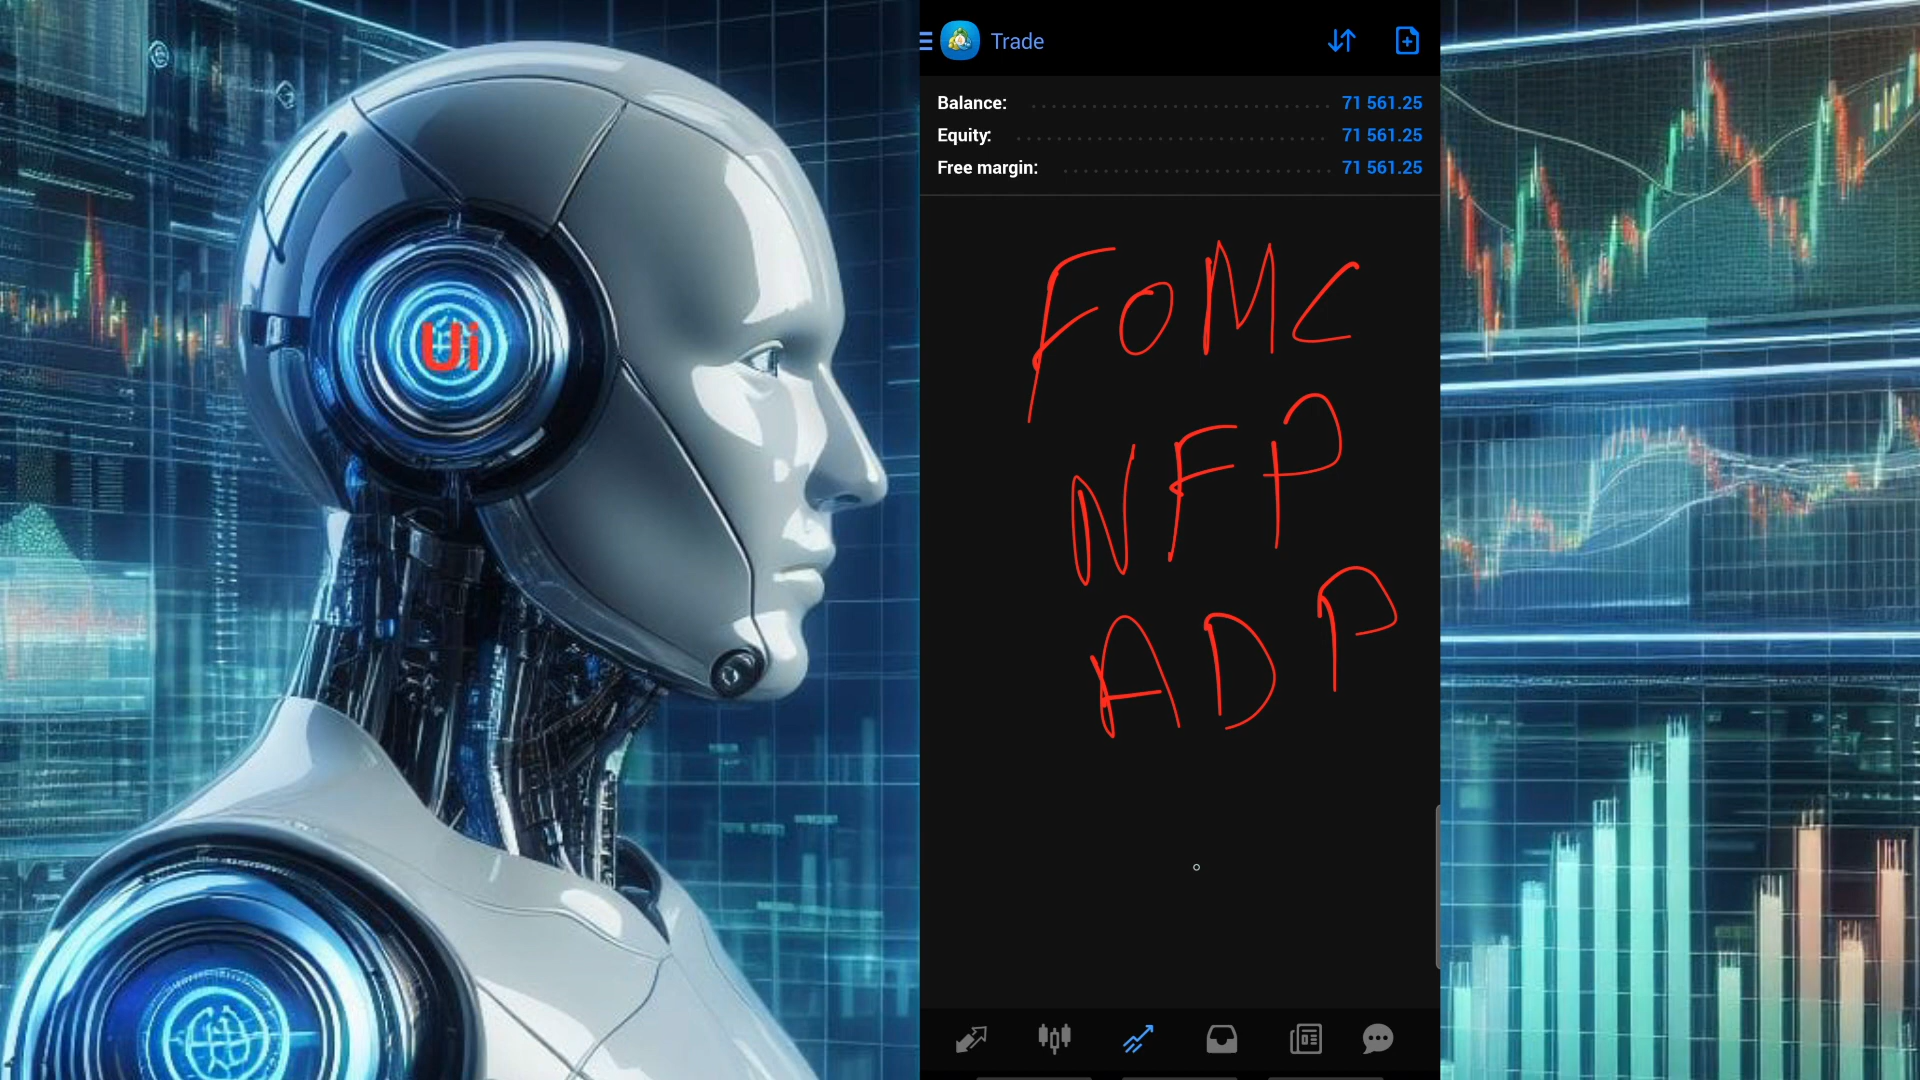 Ui
Trade
Balance: 71 561.25
Equity: 71 561.25
Free margin: 71 561.25
FOMC
NFP
ADP